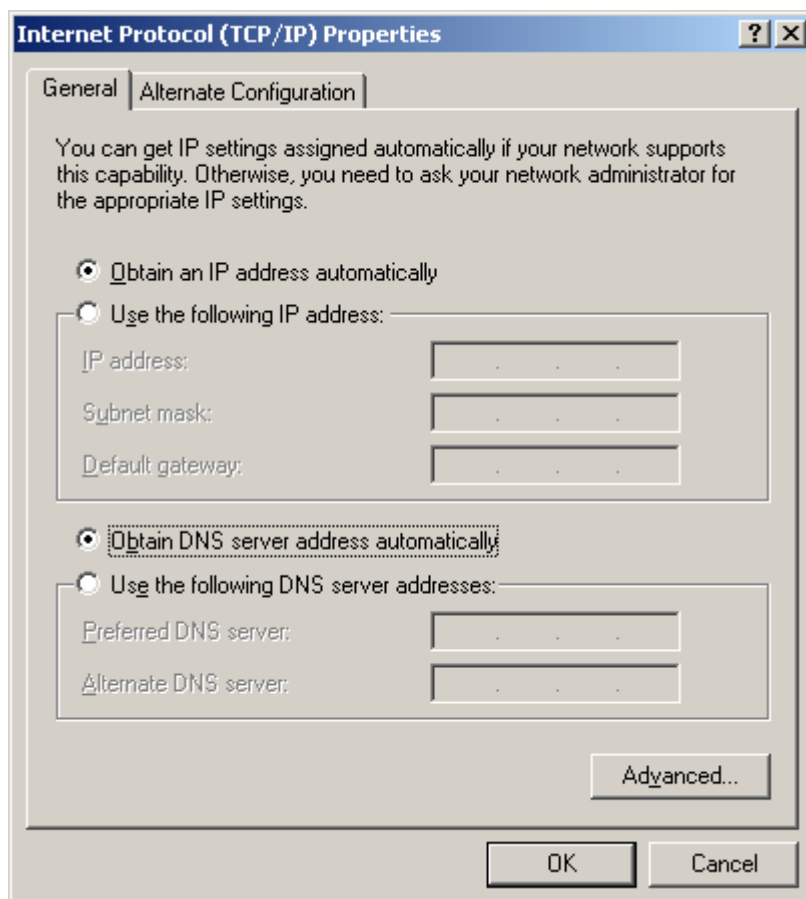 Internet Protocol (TCP/IP) Properties
General
Alternate Configuration
You can get IP settings assigned automatically if your network supports
this capability. Otherwise, you need to ask your network administrator for
the appropriate IP settings.
Obtain an IP address automatically
Use the following IP address:
IP address:
Subnet mask:
Default gateway:
Obtain DNS server address automatically
Use the following DNS server addresses:
Preferred DNS server:
Alternate DNS server:
Advanced...
OK
Cancel